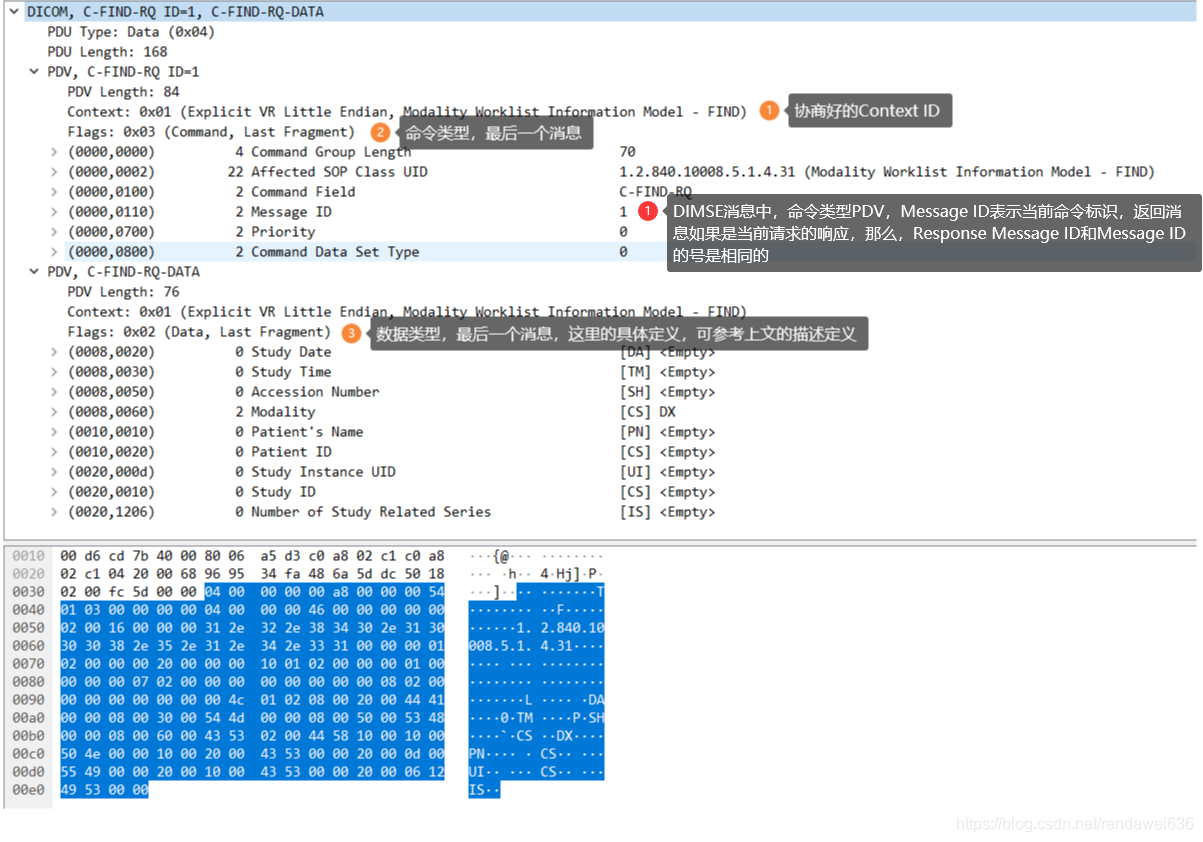 DICOM, C-FIND-RQ ID=1, C-FIND-RQ-DATA
PDU Type: Data (0x04)
PDU Length: 168
PDV, C-FIND-RQ ID=1
PDV Length: 84
Context: 0x01 (Explicit VR Little Endian, Modality Worklist Information Model - FIND) 1 协商好的Context ID
Flags: 0x03 (Command, Last Fragment) 2 命令类型，最后一个消息
(0000,0000) 4 Command Group Length 70
(0000,0002) 22 Affected SOP Class UID 1.2.840.10008.5.1.4.31 (Modality Worklist Information Model - FIND)
(0000,0100) 2 Command Field C-FIND-RQ
(0000,0110) 2 Message ID 1 1 DIMSE消息中，命令类型PDV，Message ID表示当前命令标识，返回消
(0000,0700) 2 Priority 0 息如果是当前请求的响应，那么，Response Message ID和Message ID
(0000,0800) 2 Command Data Set Type 0 的号是相同的
PDV, C-FIND-RQ-DATA
PDV Length: 76
Context: 0x01 (Explicit VR Little Endian, Modality Worklist Information Model - FIND)
Flags: 0x02 (Data, Last Fragment) 3 数据类型，最后一个消息，这里的具体定义，可参考上文的描述定义
(0008,0020) 0 Study Date [DA] <Empty>
(0008,0030) 0 Study Time [TM] <Empty>
(0008,0050) 0 Accession Number [SH] <Empty>
(0008,0060) 2 Modality [CS] DX
(0010,0010) 0 Patient's Name [PN] <Empty>
(0010,0020) 0 Patient ID [CS] <Empty>
(0020,000d) 0 Study Instance UID [UI] <Empty>
(0020,0010) 0 Study ID [CS] <Empty>
(0020,1206) 0 Number of Study Related Series [IS] <Empty>
0010 00 d6 cd 7b 40 00 80 06 a5 d3 c0 a8 02 c1 c0 a8 ···{@··· ········
0020 02 c1 04 20 00 68 96 95 34 fa 48 6a 5d dc 50 18 ··· ·h·· 4·Hj]·P·
0030 02 00 fc 5d 00 00 04 00 00 00 00 a8 00 00 00 54 ···]···· ·······T
0040 01 03 00 00 00 00 04 00 00 00 46 00 00 00 00 00 ········ ··F·····
0050 02 00 16 00 00 00 31 2e 32 2e 38 34 30 2e 31 30 ······1. 2.840.10
0060 30 30 38 2e 35 2e 31 2e 34 2e 33 31 00 00 00 01 008.5.1. 4.31····
0070 02 00 00 00 20 00 00 00 10 01 02 00 00 00 01 00 ···· ··· ········
0080 00 00 00 07 02 00 00 00 00 00 00 00 00 08 02 00 ········ ········
0090 00 00 00 00 00 00 00 4c 01 02 08 00 20 00 44 41 ·······L ···· ·DA
00a0 00 00 08 00 30 00 54 4d 00 00 08 00 50 00 53 48 ····0·TM ····P·SH
00b0 00 00 08 00 60 00 43 53 02 00 44 58 10 00 10 00 ····`·CS ··DX····
00c0 50 4e 00 00 10 00 20 00 43 53 00 00 20 00 0d 00 PN···· · CS·· ···
00d0 55 49 00 00 20 00 10 00 43 53 00 00 20 00 06 12 UI·· ··· CS·· ···
00e0 49 53 00 00 IS··
https://blog.csdn.net/rendawei636